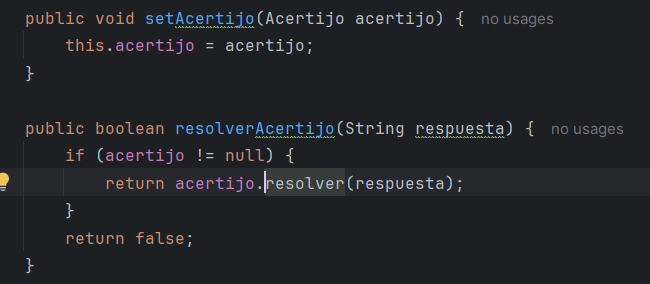 public void setAcertijo(Acertijo acertijo) { no usages
this.acertijo = acertijo;
}
public boolean resolverAcertijo(String respuesta) { no usages
if (acertijo != null) {
return acertijo.resolver(respuesta);
}
return false;
}